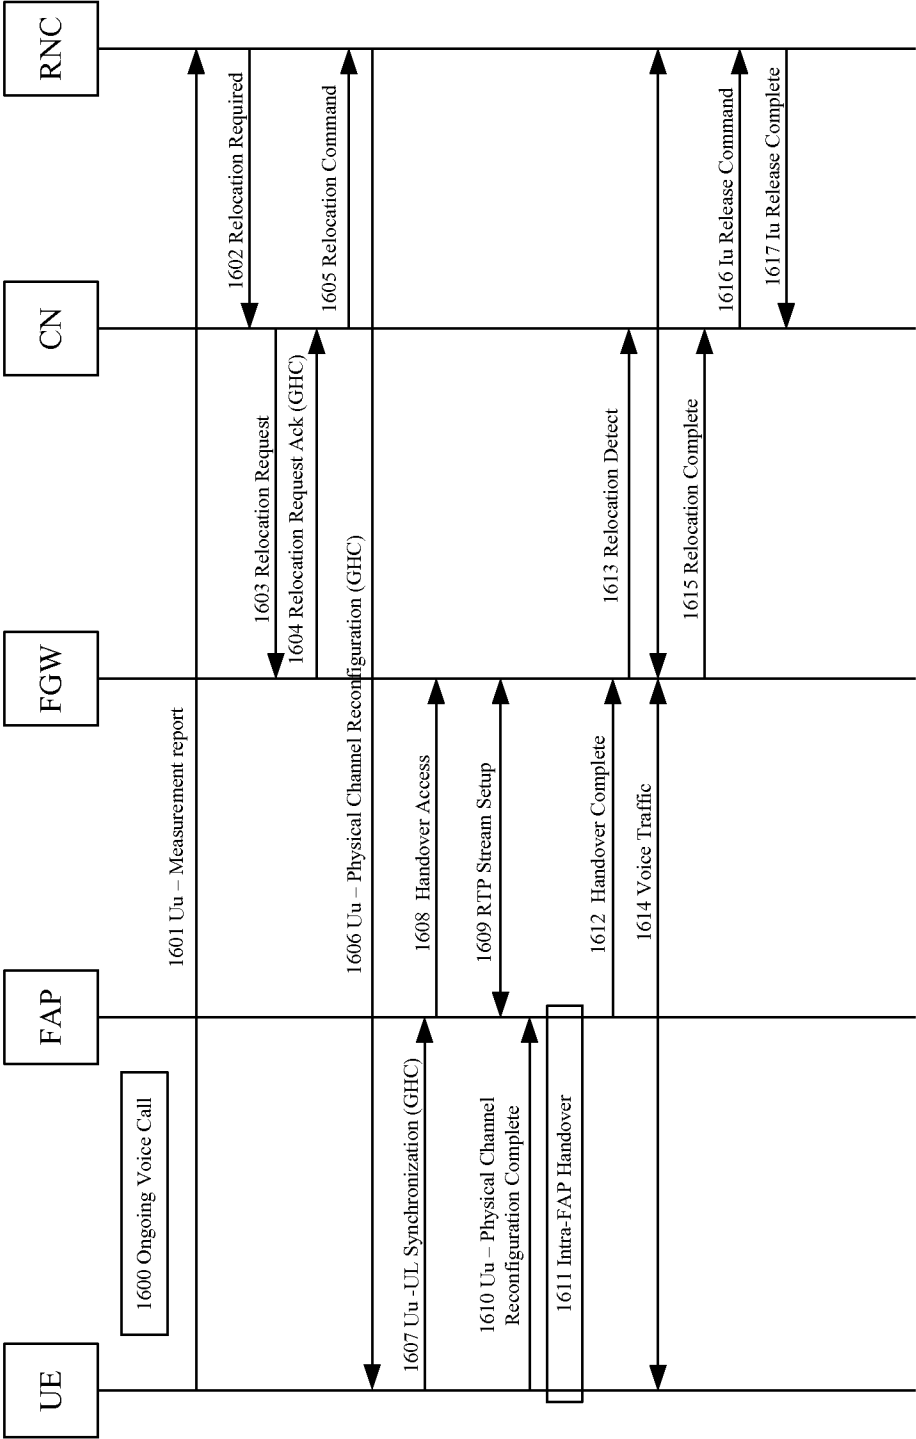 UE
FAP
FGW
CN
RNC
1600 Ongoing Voice Call
1601 Uu – Measurement report
1602 Relocation Required
1603 Relocation Request
1604 Relocation Request Ack (GHC)
1605 Relocation Command
1606 Uu – Physical Channel Reconfiguration (GHC)
1607 Uu -UL Synchronization (GHC)
1608 Handover Access
1609 RTP Stream Setup
1610 Uu – Physical Channel
Reconfiguration Complete
1611 Intra-FAP Handover
1612 Handover Complete
1613 Relocation Detect
1614 Voice Traffic
1615 Relocation Complete
1616 Iu Release Command
1617 Iu Release Complete